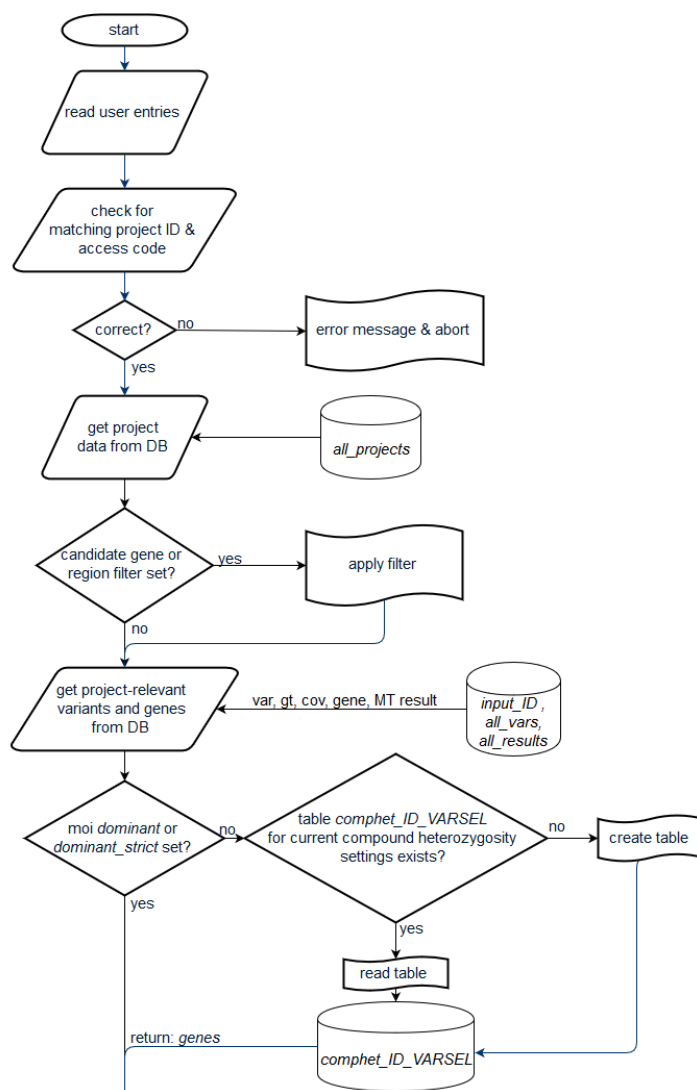 start
read user entries
check for
matching project ID &
access code
correct?
no
error message & abort
yes
get project
data from DB
all_projects
candidate gene or
region filter set?
yes
apply filter
no
get project-relevant
variants and genes
from DB
var, gt, cov, gene, MT result
input_ID ,
all_vars,
all_results
moi dominant or
dominant_strict set?
no
table comphet_ID_VARSEL
for current compound heterozygosity
settings exists?
no
create table
yes
yes
read table
return: genes
comphet_ID_VARSEL